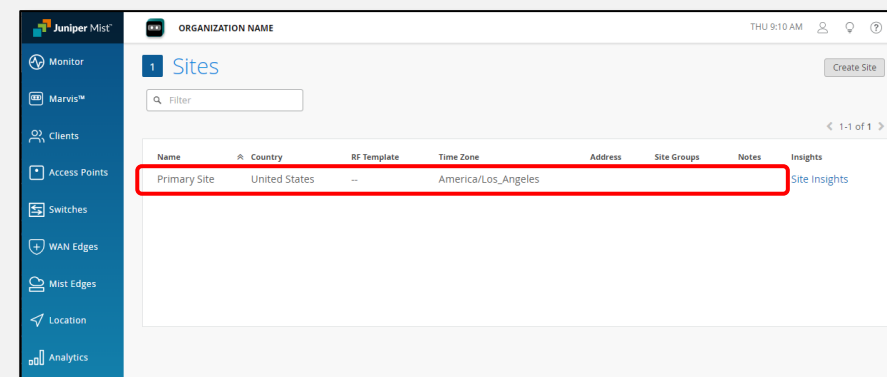 Juniper Mist™
ORGANIZATION NAME
THU 9:10 AM
?
Monitor
Marvis™
Clients
Access Points
Switches
WAN Edges
Mist Edges
Location
Analytics
1 Sites
Create Site
Filter
< 1-1 of 1 >
Name Country RF Template Time Zone Address Site Groups Notes Insights
Primary Site United States -- America/Los_Angeles Site Insights